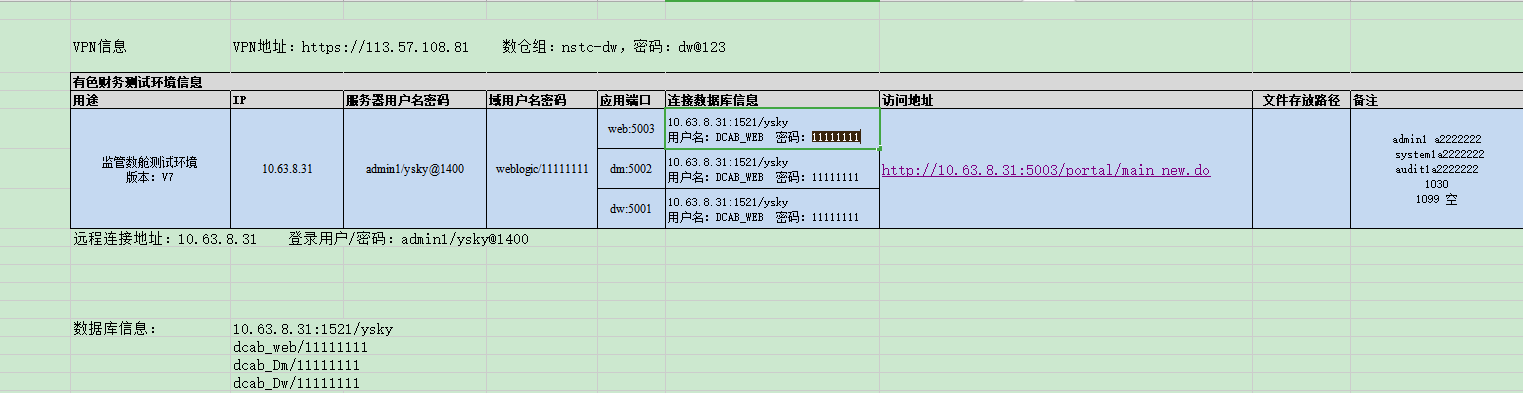 VPN信息 VPN地址：https://113.57.108.81 数仓组：nstc-dw，密码：dw@123
有色财务测试环境信息
用途 IP 服务器用户名密码 域用户名密码 应用端口 连接数据库信息 访问地址 文件存放路径 备注
监管数舱测试环境
版本：V7
10.63.8.31
admin1/ysky@1400
weblogic/11111111
web:5003
10.63.8.31:1521/ysky
用户名：DCAB_WEB 密码：11111111
dm:5002
10.63.8.31:1521/ysky
用户名：DCAB_WEB 密码：11111111
dw:5001
10.63.8.31:1521/ysky
用户名：DCAB_WEB 密码：11111111
http://10.63.8.31:5003/portal/main_new.do
admin1 a2222222
system1a2222222
audit1a2222222
1030
1099 空
远程连接地址：10.63.8.31 登录用户/密码：admin1/ysky@1400
数据库信息： 10.63.8.31:1521/ysky
dcab_web/11111111
dcab_Dm/11111111
dcab_Dw/11111111